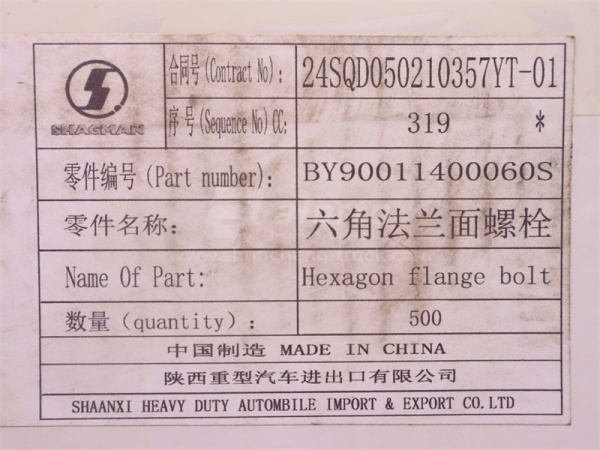 合同号(Contract No): 24SQD050210357YT-01
SHACMAN
序号(Sequence No)CC: 319 *
零件编号(Part number): BY90011400060S
零件名称: 六角法兰面螺栓
Name Of Part: Hexagon flange bolt
数量(quantity): 500
中国制造 MADE IN CHINA
陕西重型汽车进出口有限公司
SHAANXI HEAVY DUTY AUTOMBILE IMPORT & EXPORT CO.LTD